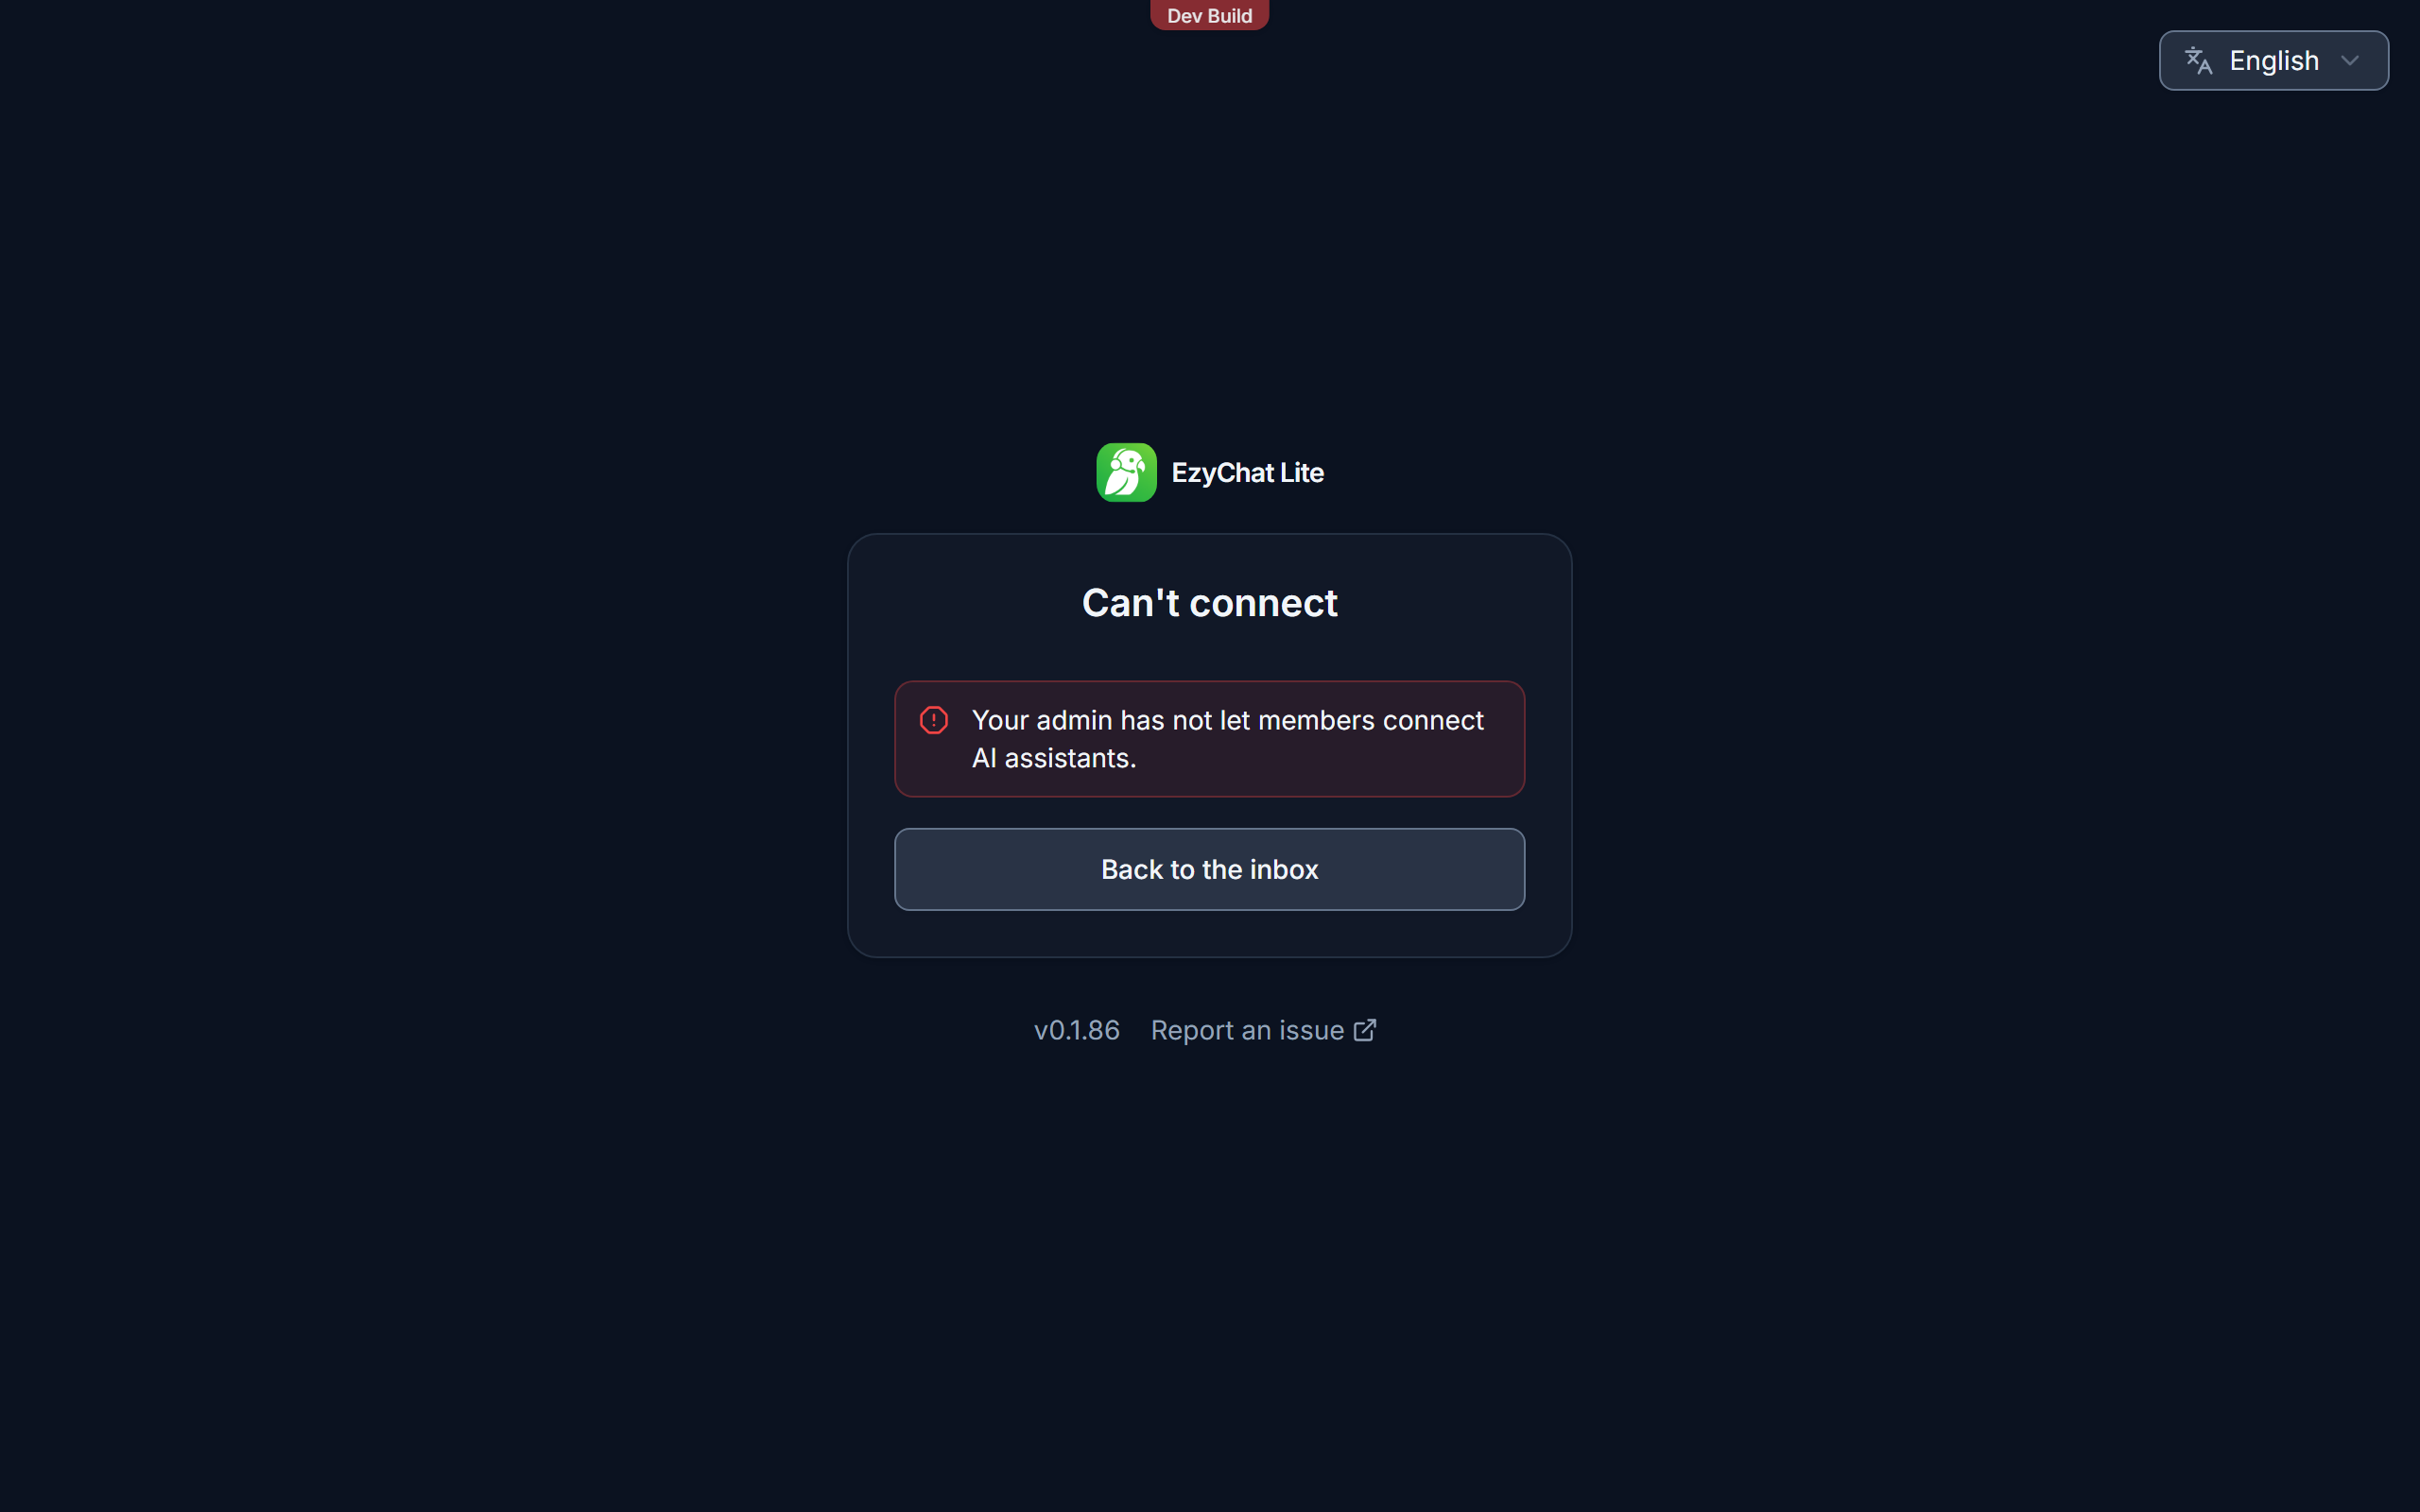 Dev Build
English
EzyChat Lite
Can't connect
Your admin has not let members connect
AI assistants.
Back to the inbox
v0.1.86 Report an issue